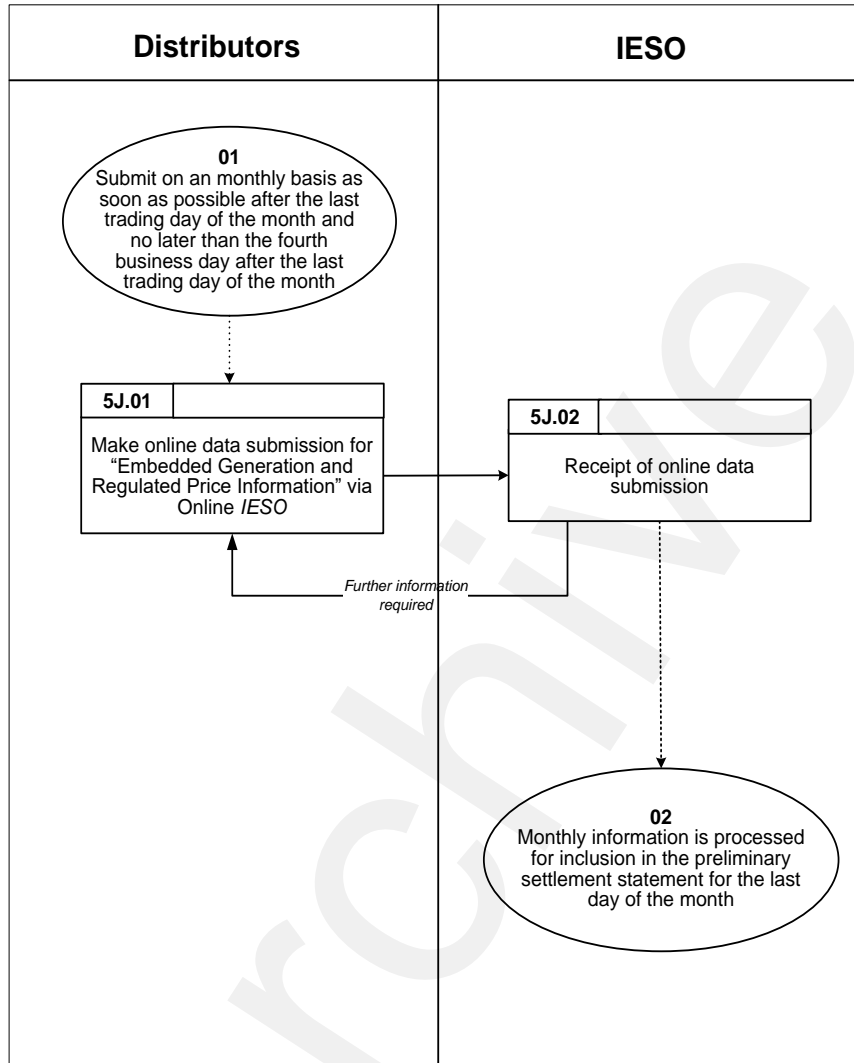 Distributors
IESO
01
Submit on an monthly basis as
soon as possible after the last
trading day of the month and
no later than the fourth
business day after the last
trading day of the month
5J.01
Make online data submission for
“Embedded Generation and
Regulated Price Information” via
Online IESO
5J.02
Receipt of online data
submission
Further information
required
02
Monthly information is processed
for inclusion in the preliminary
settlement statement for the last
day of the month
rchive